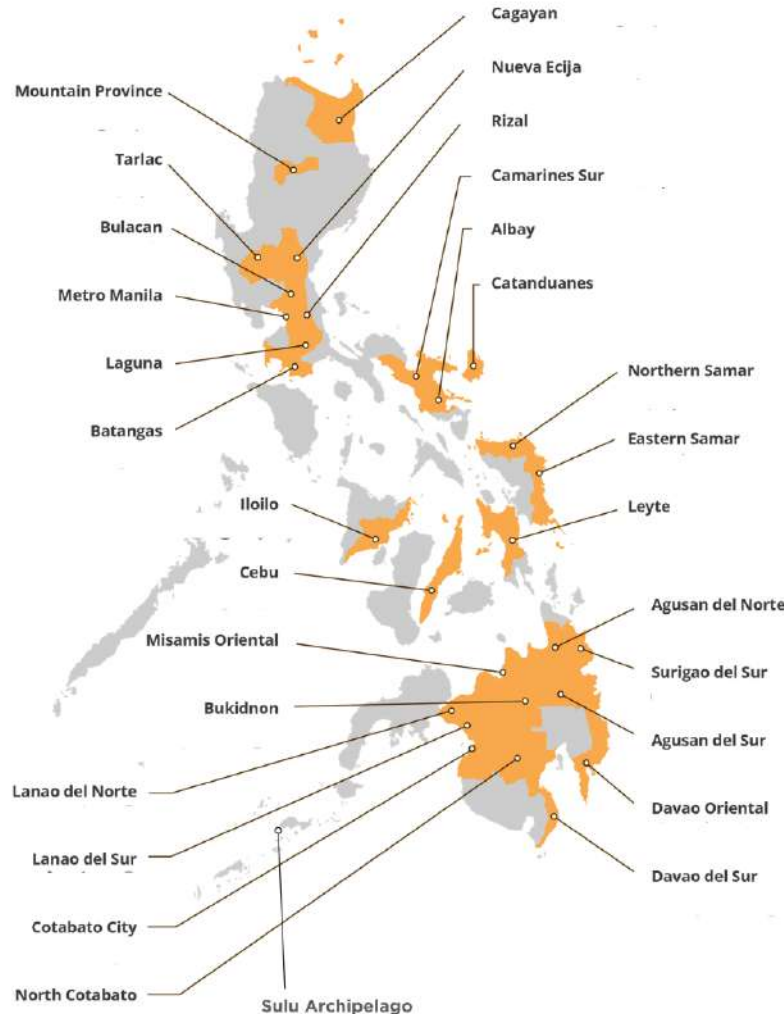 Cagayan
Nueva Ecija
Mountain Province
Rizal
Tarlac
Camarines Sur
Bulacan
Albay
Catanduanes
Metro Manila
Laguna
Northern Samar
Batangas
Eastern Samar
Iloilo
Leyte
Cebu
Agusan del Norte
Misamis Oriental
Surigao del Sur
Bukidnon
Agusan del Sur
Lanao del Norte
Davao Oriental
Lanao del Sur
Davao del Sur
Cotabato City
North Cotabato
Sulu Archipelago